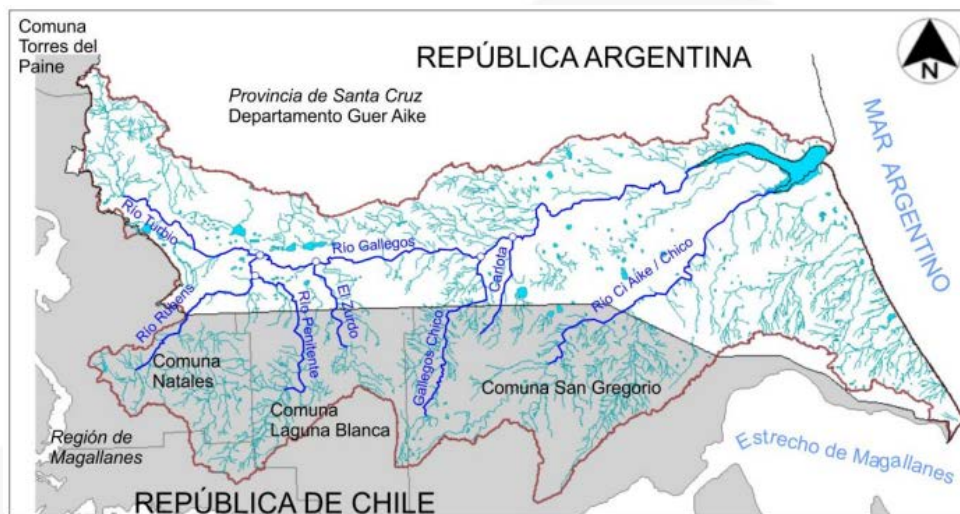 Comuna
Torres del
Paine
REPÚBLICA ARGENTINA
N
Provincia de Santa Cruz
Departamento Guer Aike
MAR ARGENTINO
Río Turbio
Río Gallegos
Carlota
Río Ci Aike / Chico
El Zurdo
Río Rubens
Río Penitente
Gallegos Chico
Comuna
Natales
Comuna San Gregorio
Comuna
Laguna Blanca
Región de
Magallanes
Estrecho de Magallanes
REPÚBLICA DE CHILE